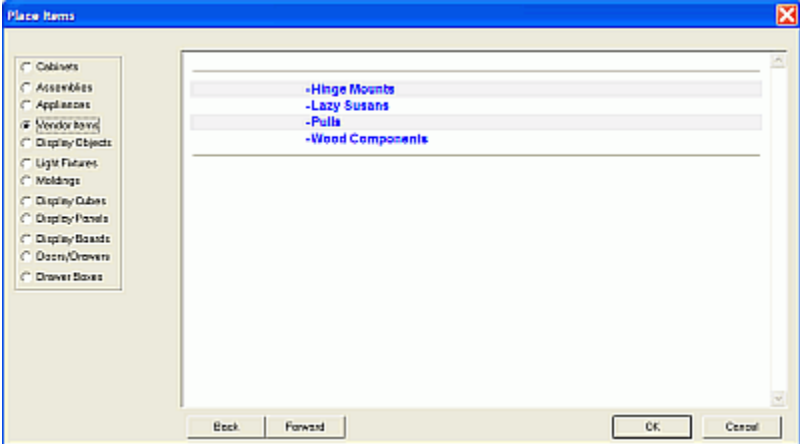 Place Items
Cabinets
Assemblies
Appliances
Vendor Items
Display Objects
Light Fixtures
Moldings
Display Cubes
Display Panels
Display Boards
Doors/Drawers
Drawer Boxes
-Hinge Mounts
-Lazy Susans
-Pulls
-Wood Components
Back Forward OK Cancel